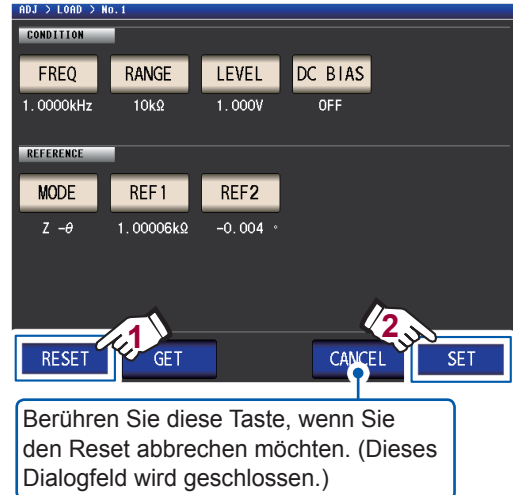 ADJ > LOAD > No.1
CONDITION
FREQ RANGE LEVEL DC BIAS
1.0000kHz 10kΩ 1.000V OFF
REFERENCE
MODE REF1 REF2
Z -θ 1.00006kΩ -0.004 °
1 2
RESET GET CANCEL SET
Berühren Sie diese Taste, wenn Sie
den Reset abbrechen möchten. (Dieses
Dialogfeld wird geschlossen.)